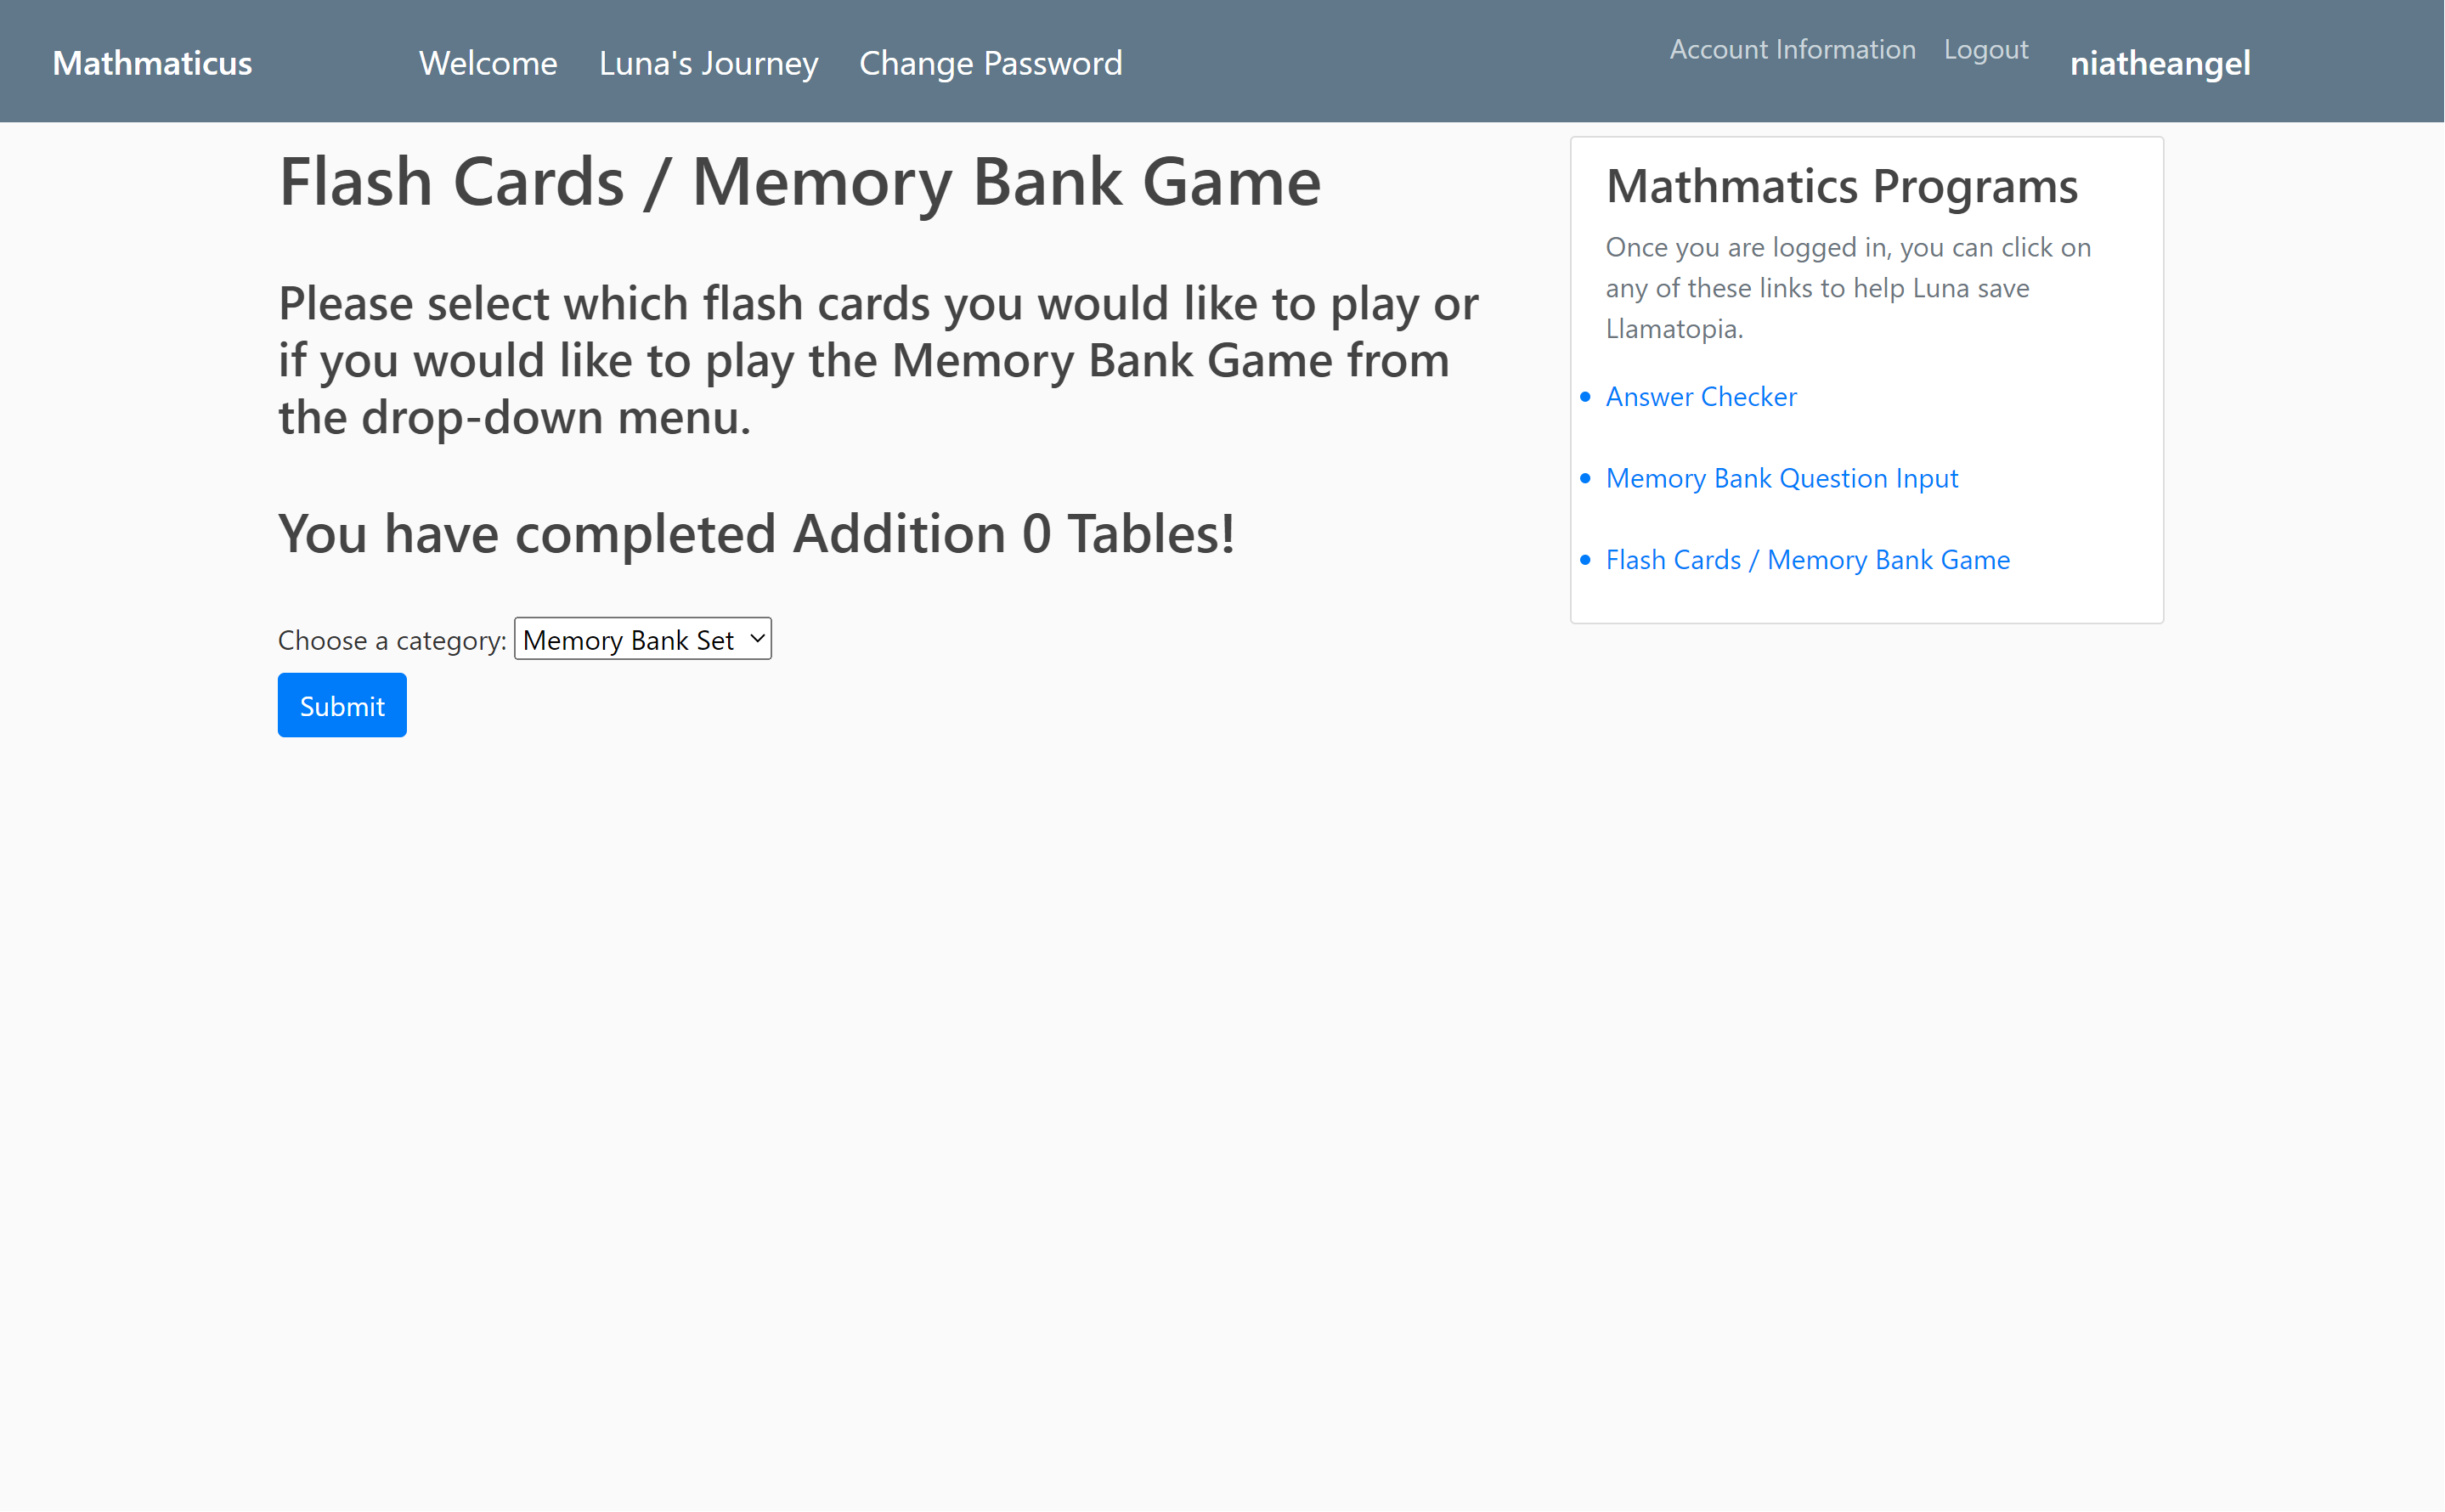 Mathmaticus
Welcome
Luna's Journey
Change Password
Account Information
Logout
niatheangel
Flash Cards / Memory Bank Game
Please select which flash cards you would like to play or
if you would like to play the Memory Bank Game from
the drop-down menu.
You have completed Addition 0 Tables!
Choose a category: Memory Bank Set
Submit
Mathmatics Programs
Once you are logged in, you can click on
any of these links to help Luna save
Llamatopia.
Answer Checker
Memory Bank Question Input
Flash Cards / Memory Bank Game